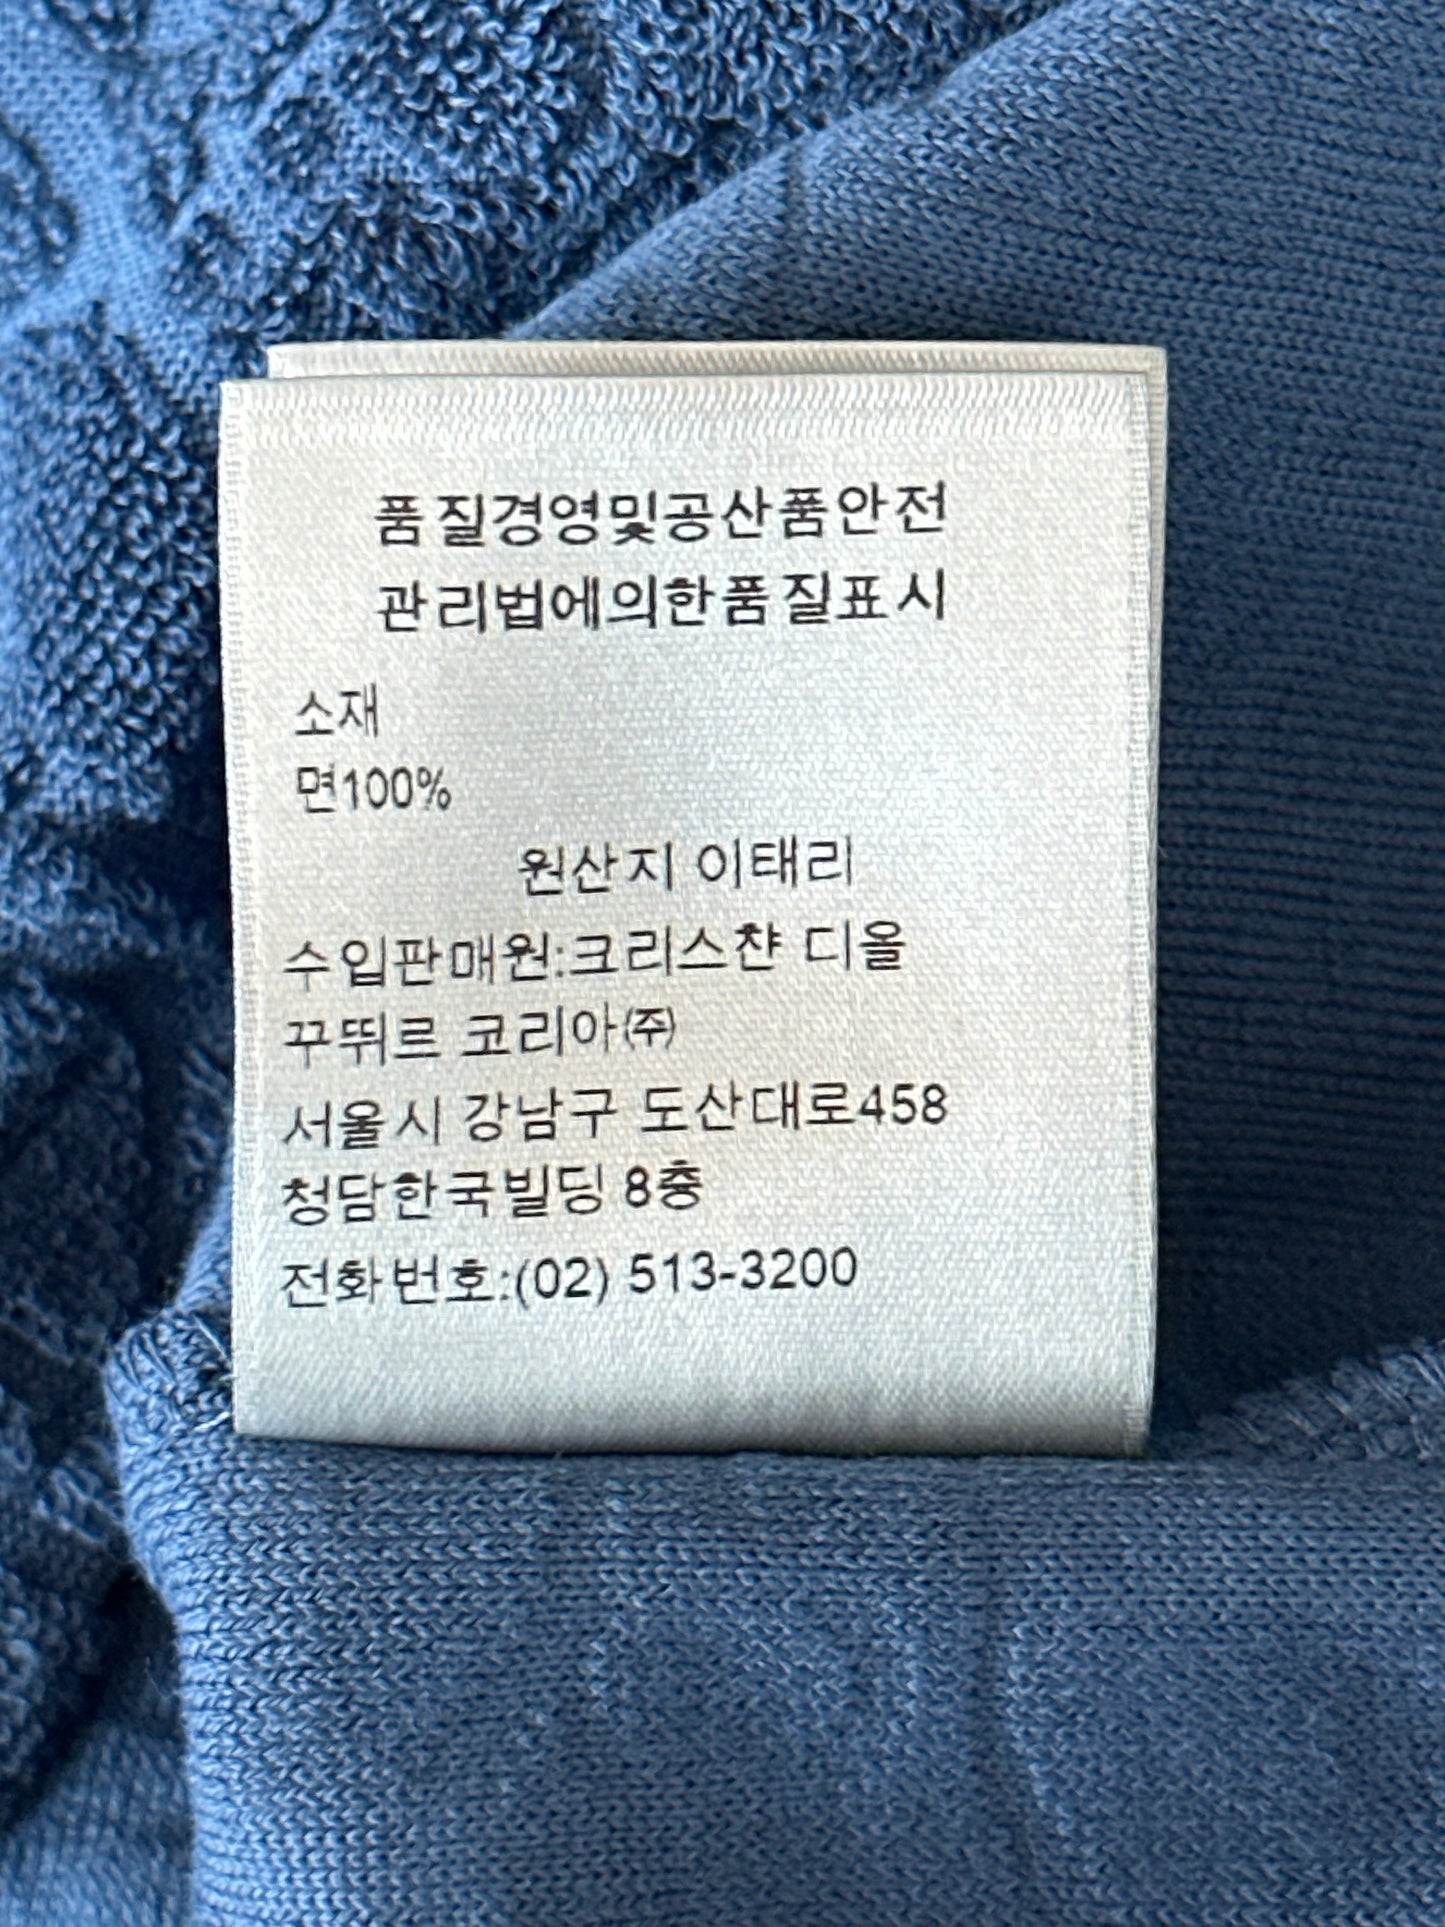 품질경영및공산품안전
관리법에의한품질표시
소재
면100%
원산지 이태리
수입판매원:크리스챤 디올
꾸뛰르 코리아㈜
서울시 강남구 도산대로458
청담한국빌딩 8층
전화번호:(02) 513-3200